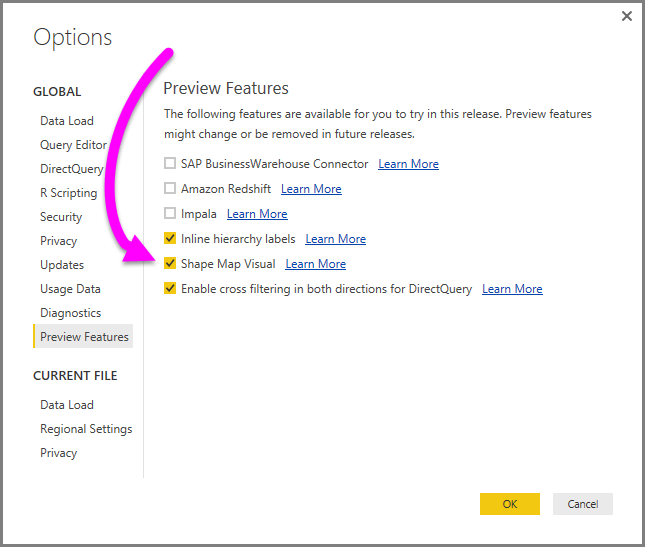 Options
GLOBAL
Data Load
Query Editor
DirectQuery
R Scripting
Security
Privacy
Updates
Usage Data
Diagnostics
Preview Features
CURRENT FILE
Data Load
Regional Settings
Privacy
Preview Features
The following features are available for you to try in this release. Preview features
might change or be removed in future releases.
SAP BusinessWarehouse Connector Learn More
Amazon Redshift Learn More
Impala Learn More
Inline hierarchy labels Learn More
Shape Map Visual Learn More
Enable cross filtering in both directions for DirectQuery Learn More
OK Cancel